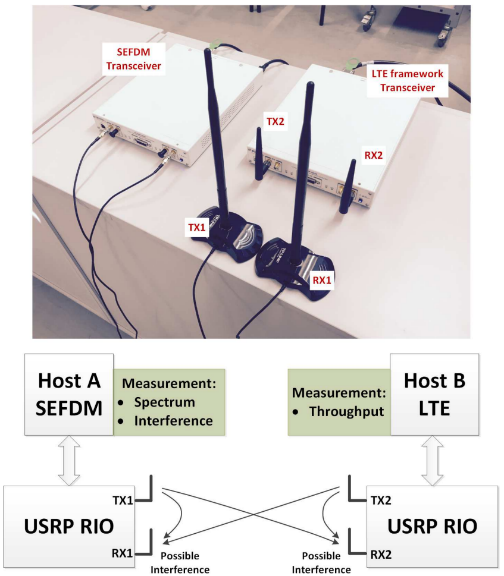 SEFDM
Transceiver
LTE framework
Transceiver
TX2
RX2
TX1
RX1
Host A
SEFDM
Measurement:
• Spectrum
• Interference
Measurement:
• Throughput
Host B
LTE
TX1
USRP RIO
RX1
Possible
Interference
TX2
USRP RIO
RX2
Possible
Interference